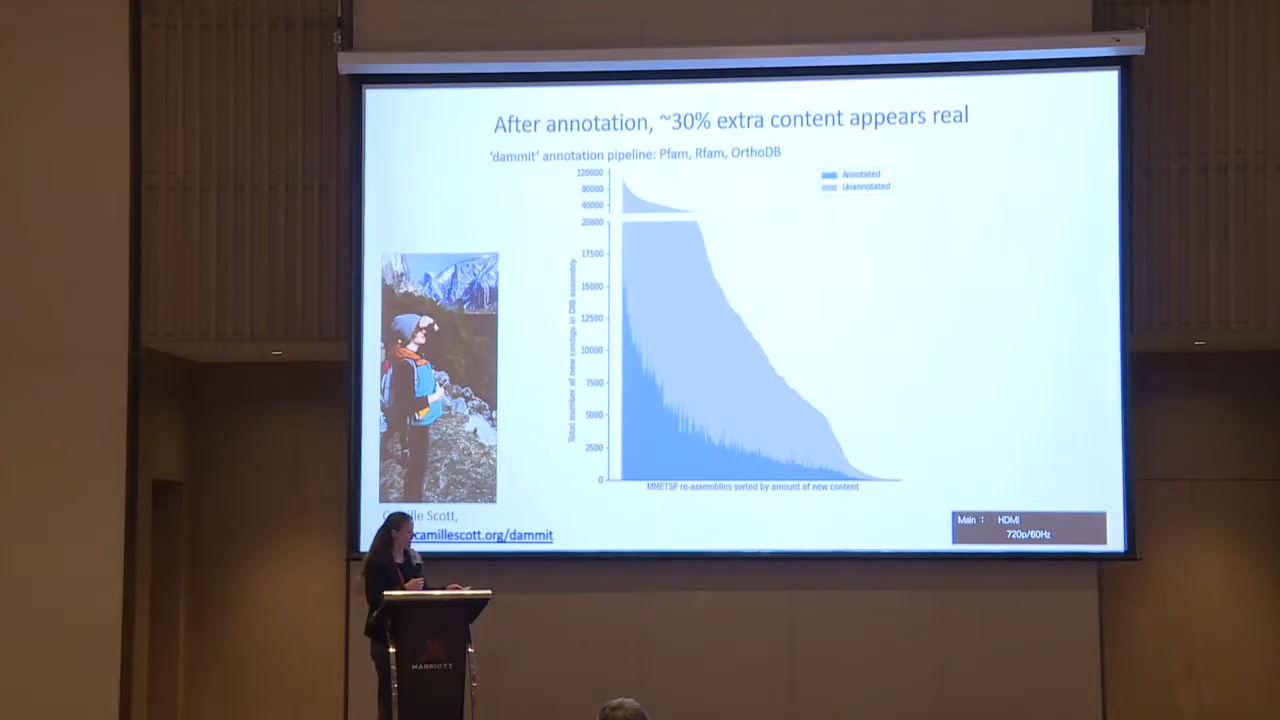 After annotation, ~30% extra content appears real
'dammit' annotation pipeline: Pfam, Rfam, OrthoDB
Annotated
Unannotated
120000
80000
40000
20000
17500
15000
12500
10000
7500
5000
2500
0
Total number of new contigs in DIB assembly
MMETSP re-assemblies sorted by amount of new content
Scott,
camillescott.org/dammit
Main : HDMI
720p/60Hz
MARRIOTT